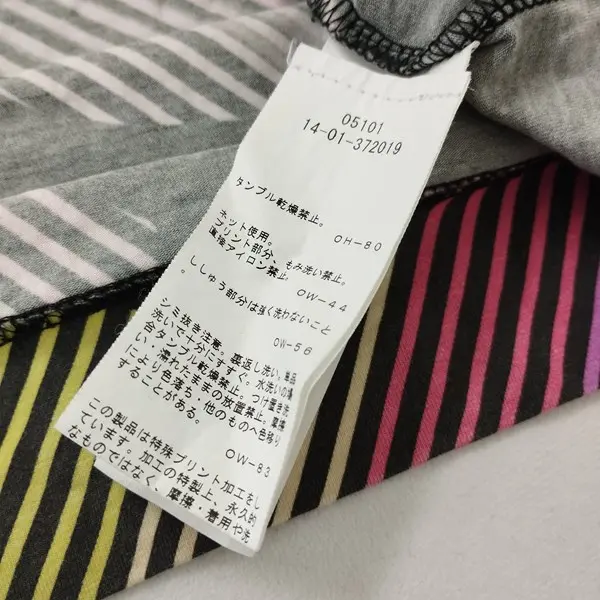 05101
14-01-372019
タンブル乾燥禁止。
OH-80
ネット使用。
プリント部分、もみ洗い禁止。
直接アイロン禁止。
OW-44
。ししゅう部分は強く洗わないこと
OW-56
シミ抜き注意。裏返し洗い。単品
洗いで十分にすすぐ。水洗いの場
合タンブル乾燥禁止。つけ置き洗
い・濡れたままの放置禁止。摩擦
により色落ち・他のものへ色移り
することがある。
OW-83
この製品は特殊プリント加工をし
ています。加工の特製上、永久的
なものではなく、摩擦・着用や洗